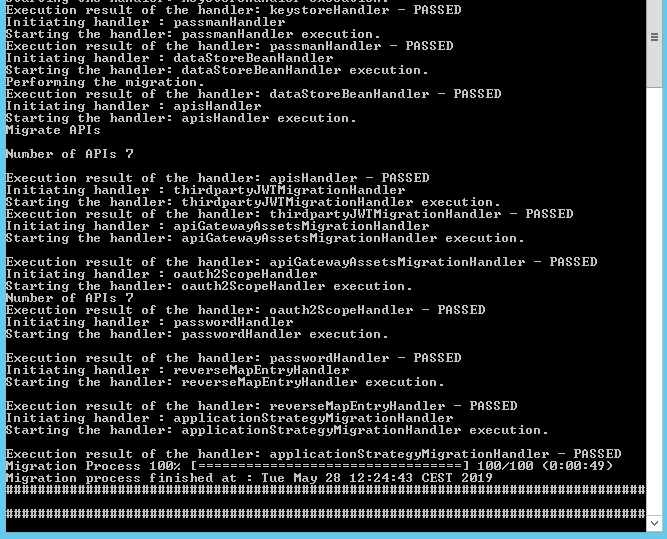 Execution result of the handler: keystoreHandler - PASSED
Initiating handler : passmanHandler
Starting the handler: passmanHandler execution.
Execution result of the handler: passmanHandler - PASSED
Initiating handler : dataStoreBeanHandler
Starting the handler: dataStoreBeanHandler execution.
Performing the migration.
Execution result of the handler: dataStoreBeanHandler - PASSED
Initiating handler : apisHandler
Starting the handler: apisHandler execution.
Migrate APIs
Number of APIs 7
Execution result of the handler: apisHandler - PASSED
Initiating handler : thirdpartyJWTMigrationHandler
Starting the handler: thirdpartyJWTMigrationHandler execution.
Execution result of the handler: thirdpartyJWTMigrationHandler - PASSED
Initiating handler : apiGatewayAssetsMigrationHandler
Starting the handler: apiGatewayAssetsMigrationHandler execution.
Execution result of the handler: apiGatewayAssetsMigrationHandler - PASSED
Initiating handler : oauth2ScopeHandler
Starting the handler: oauth2ScopeHandler execution.
Number of APIs 7
Execution result of the handler: oauth2ScopeHandler - PASSED
Initiating handler : passwordHandler
Starting the handler: passwordHandler execution.
Execution result of the handler: passwordHandler - PASSED
Initiating handler : reverseMapEntryHandler
Starting the handler: reverseMapEntryHandler execution.
Execution result of the handler: reverseMapEntryHandler - PASSED
Initiating handler : applicationStrategyMigrationHandler
Starting the handler: applicationStrategyMigrationHandler execution.
Execution result of the handler: applicationStrategyMigrationHandler - PASSED
Migration Process 100% [=================================] 100/100 (0:00:49)
Migration process finished at : Tue May 28 12:24:43 CEST 2019
################################################################################
################################################################################